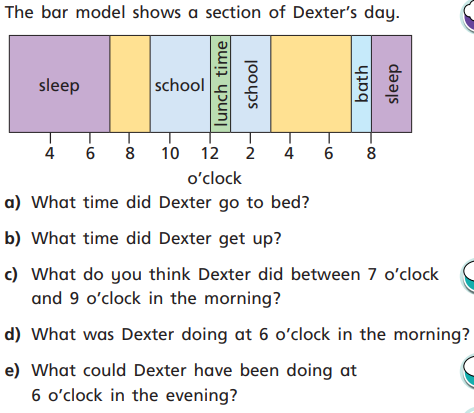 The bar model shows a section of Dexter's day.
sleep school lunch time school bath sleep
4 6 8 10 12 2 4 6 8
o'clock
a) What time did Dexter go to bed?
b) What time did Dexter get up?
c) What do you think Dexter did between 7 o'clock
and 9 o'clock in the morning?
d) What was Dexter doing at 6 o'clock in the morning?
e) What could Dexter have been doing at
6 o'clock in the evening?